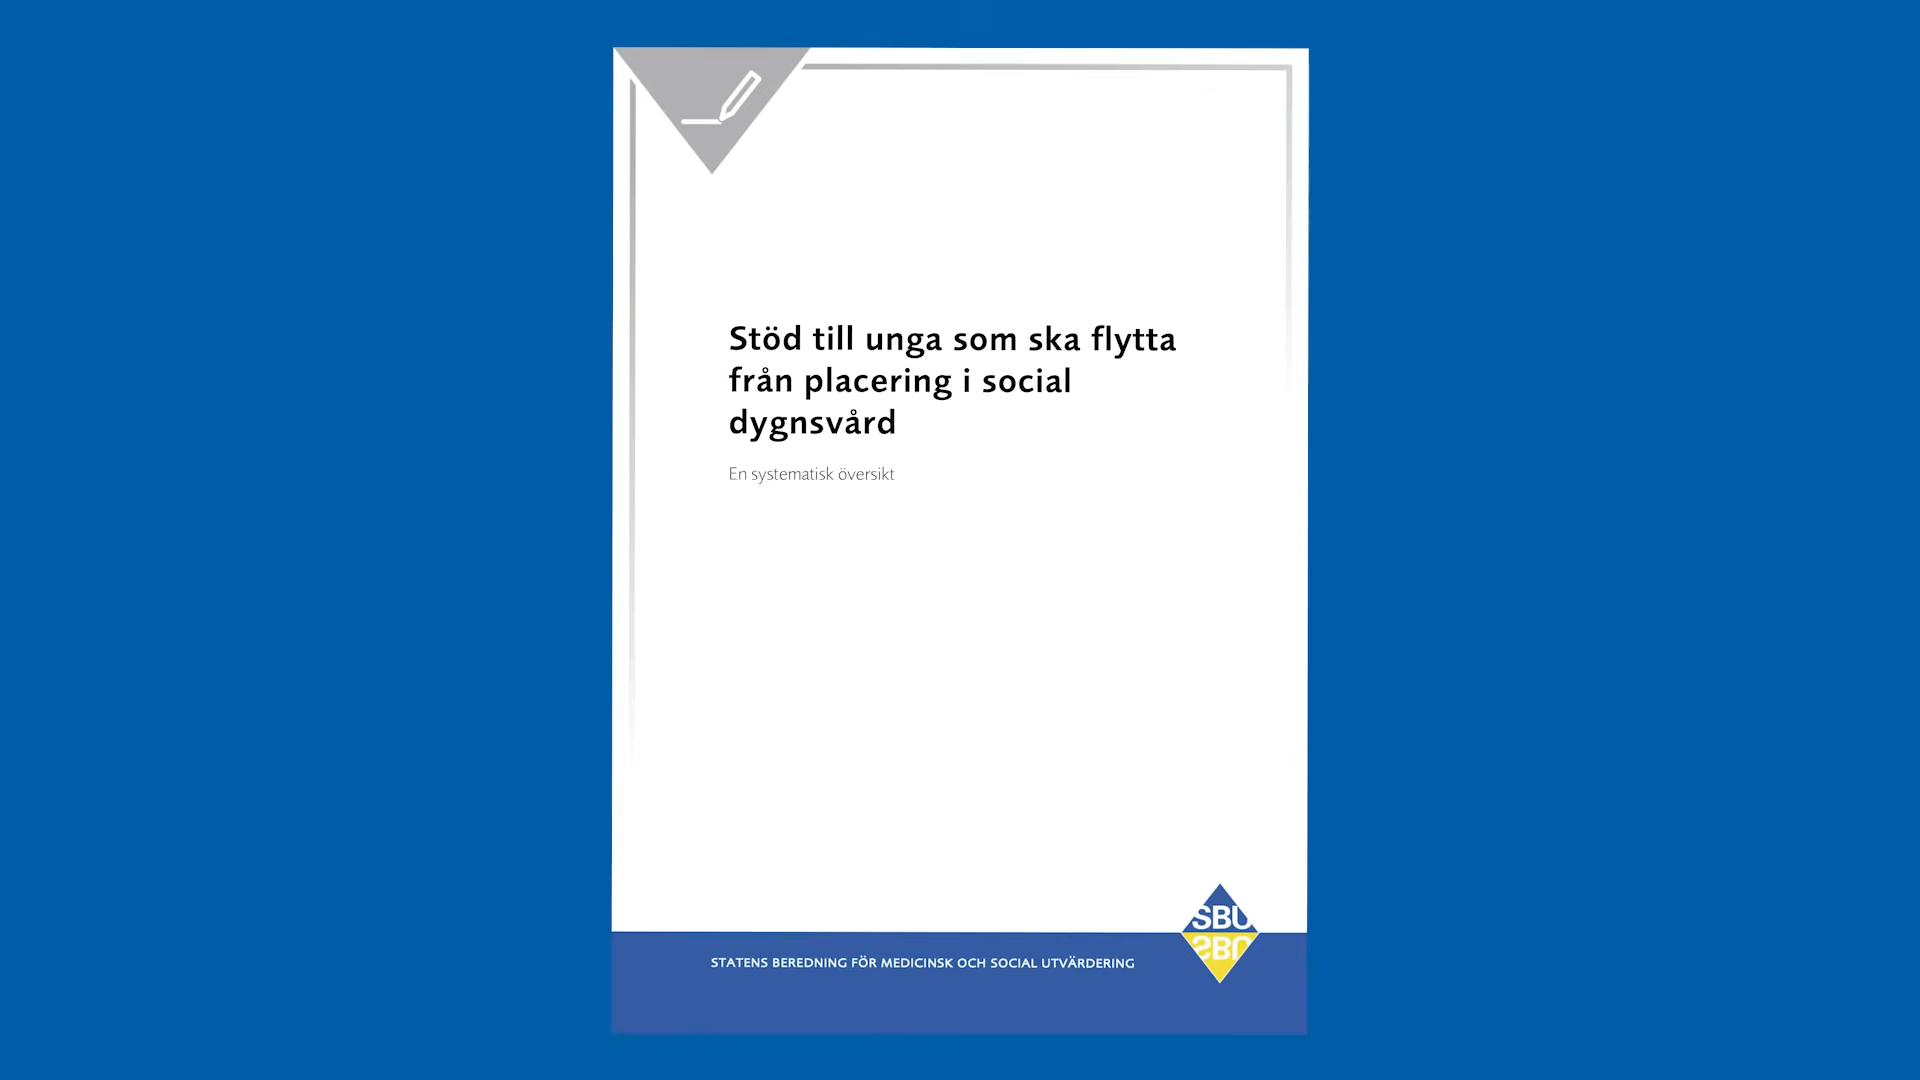 Stöd till unga som ska flytta
från placering i social
dygnsvård
En systematisk översikt
STATENS BEREDNING FÖR MEDICINSK OCH SOCIAL UTVÄRDERING
SBU